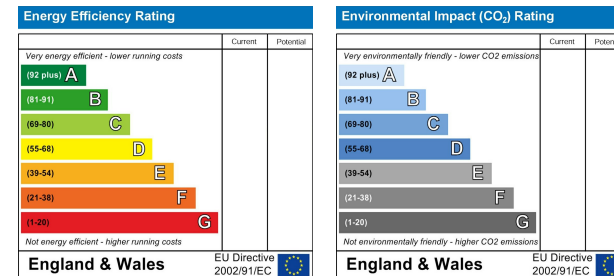 Energy Efficiency Rating
Current Potential
Very energy efficient - lower running costs
(92 plus) A
(81-91) B
(69-80) C
(55-68) D
(39-54) E
(21-38) F
(1-20) G
Not energy efficient - higher running costs
England & Wales
EU Directive
2002/91/EC
Environmental Impact (CO₂) Rating
Current Poten
Very environmentally friendly - lower CO2 emissions
(92 plus) A
(81-91) B
(69-80) C
(55-68) D
(39-54) E
(21-38) F
(1-20) G
Not environmentally friendly - higher CO2 emissions
England & Wales
EU Directive
2002/91/EC